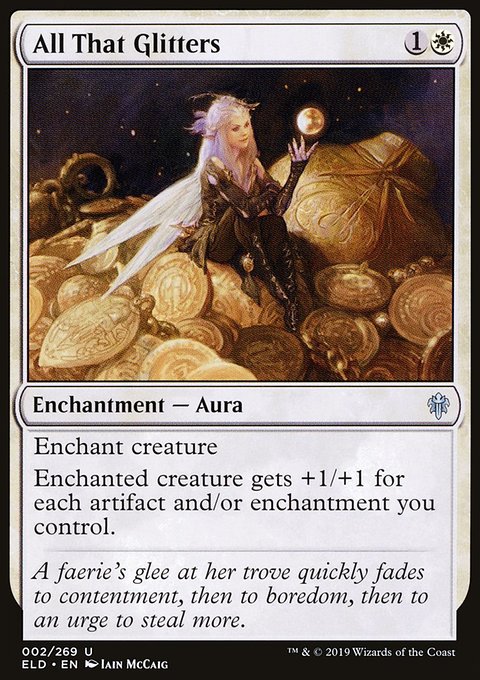 All That Glitters 1
Enchantment — Aura
Enchant creature
Enchanted creature gets +1/+1 for
each artifact and/or enchantment you
control.
A faerie's glee at her trove quickly fades
to contentment, then to boredom, then to
an urge to steal more.
002/269 U
ELD • EN Iain McCaig
™ & © 2019 Wizards of the Coast